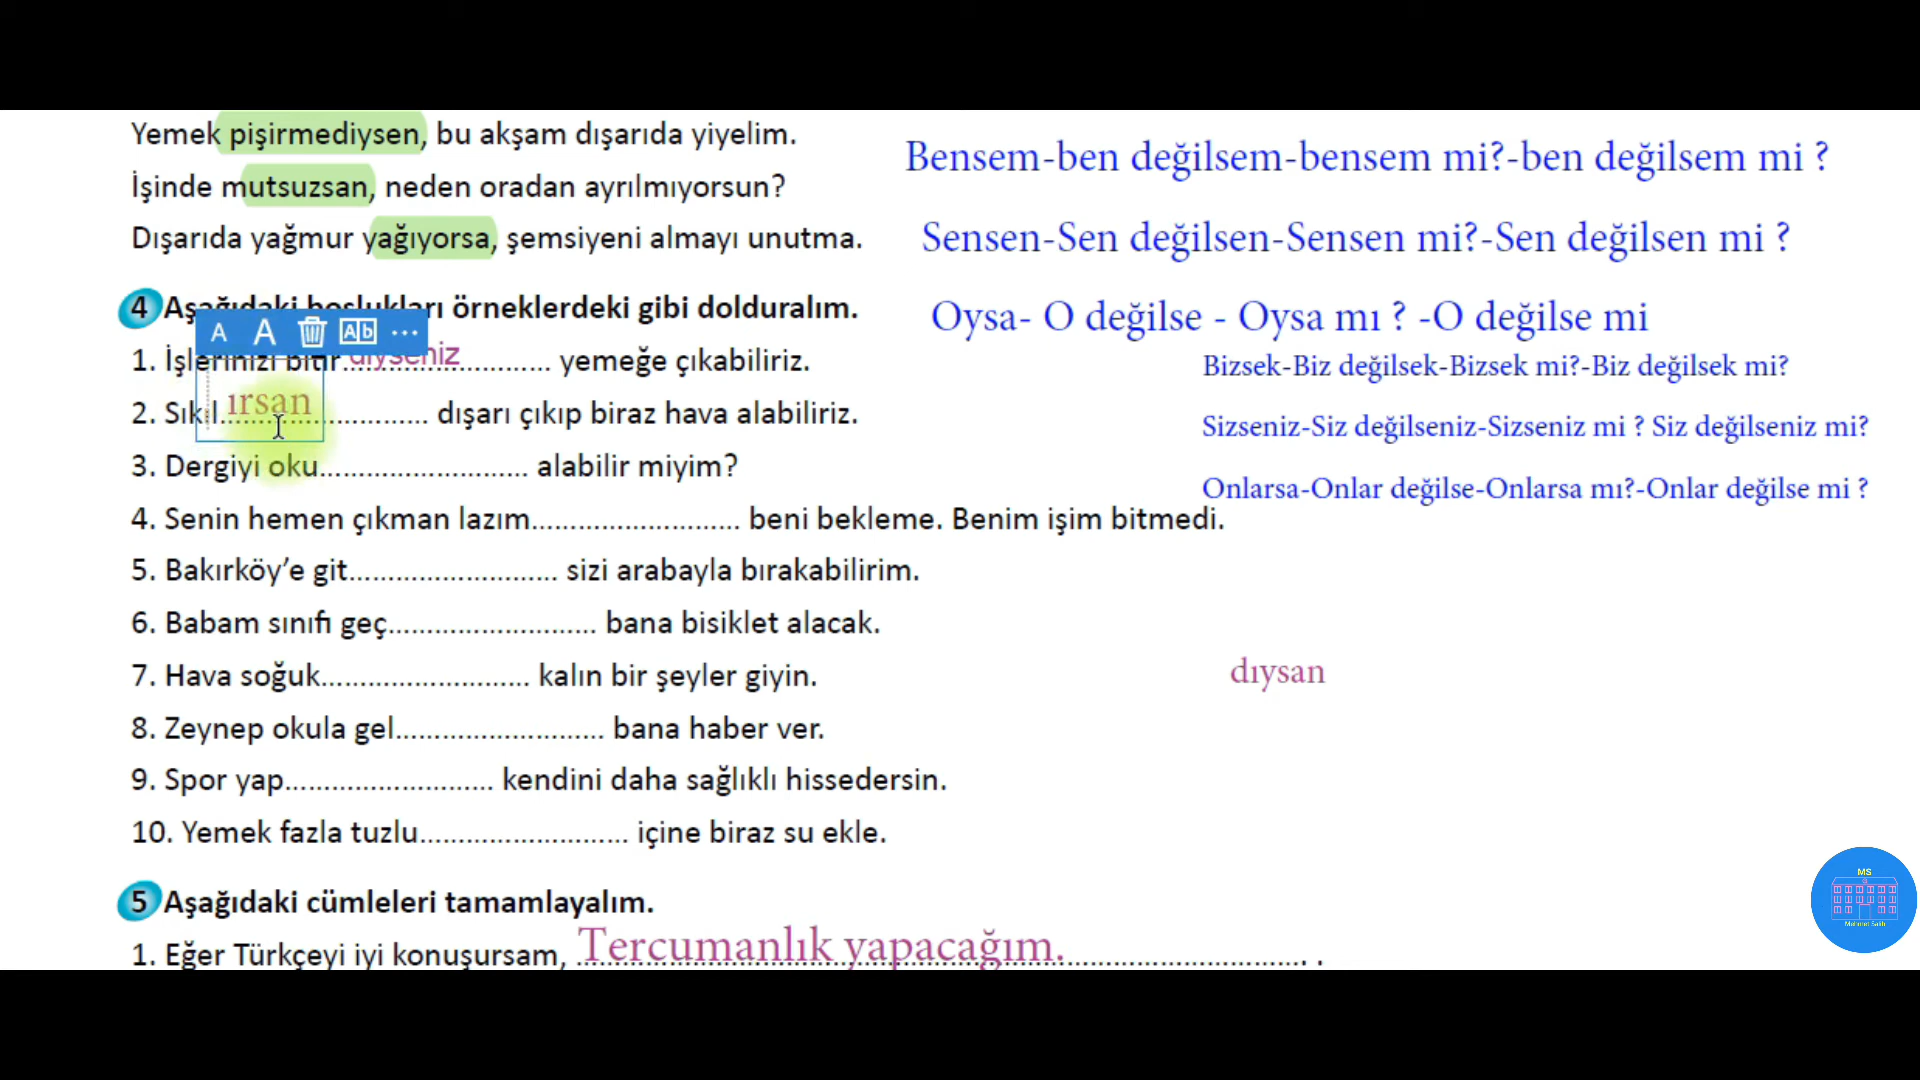 Yemek pişirmediysen, bu akşam dışarıda yiyelim.
İşinde mutsuzsan, neden oradan ayrılmıyorsun?
Dışarıda yağmur yağıyorsa, şemsiyeni almayı unutma.
Bensem-ben değilsem-bensem mi?-ben değilsem mi ?
Sensen-Sen değilsen-Sensen mi?-Sen değilsen mi ?
Oysa- O değilse - Oysa mı ? -O değilse mi
Bizsek-Biz değilsek-Bizsek mi?-Biz değilsek mi?
Sizseniz-Siz değilseniz-Sizseniz mi ? Siz değilseniz mi?
Onlarsa-Onlar değilse-Onlarsa mı?-Onlar değilse mi ?
4 örneklerdeki gibi dolduralım.
A A Ab ...
1. İşlerinizi bitir diyseniz yemeğe çıkabiliriz.
2. Sıkıl ırsan dışarı çıkıp biraz hava alabiliriz.
3. Dergiyi oku........................... alabilir miyim?
4. Senin hemen çıkman lazım........................... beni bekleme. Benim işim bitmedi.
5. Bakırköy’e git........................... sizi arabayla bırakabilirim.
6. Babam sınıfı geç........................... bana bisiklet alacak.
7. Hava soğuk........................... kalın bir şeyler giyin.
dıysan
8. Zeynep okula gel........................... bana haber ver.
9. Spor yap........................... kendini daha sağlıklı hissedersin.
10. Yemek fazla tuzlu........................... içine biraz su ekle.
MS
Mehmet Salih
5 Aşağıdaki cümleleri tamamlayalım.
1. Eğer Türkçeyi iyi konuşursam, Tercumanlık yapacağım.